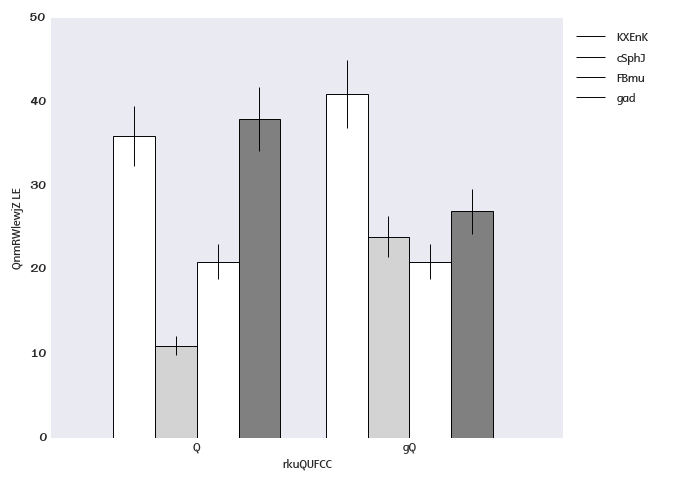 50
40
30
20
10
0
QnmRWlewjZ LE
Q
gQ
rkuQUFCC
KXEnK
cSphJ
FBmu
gad